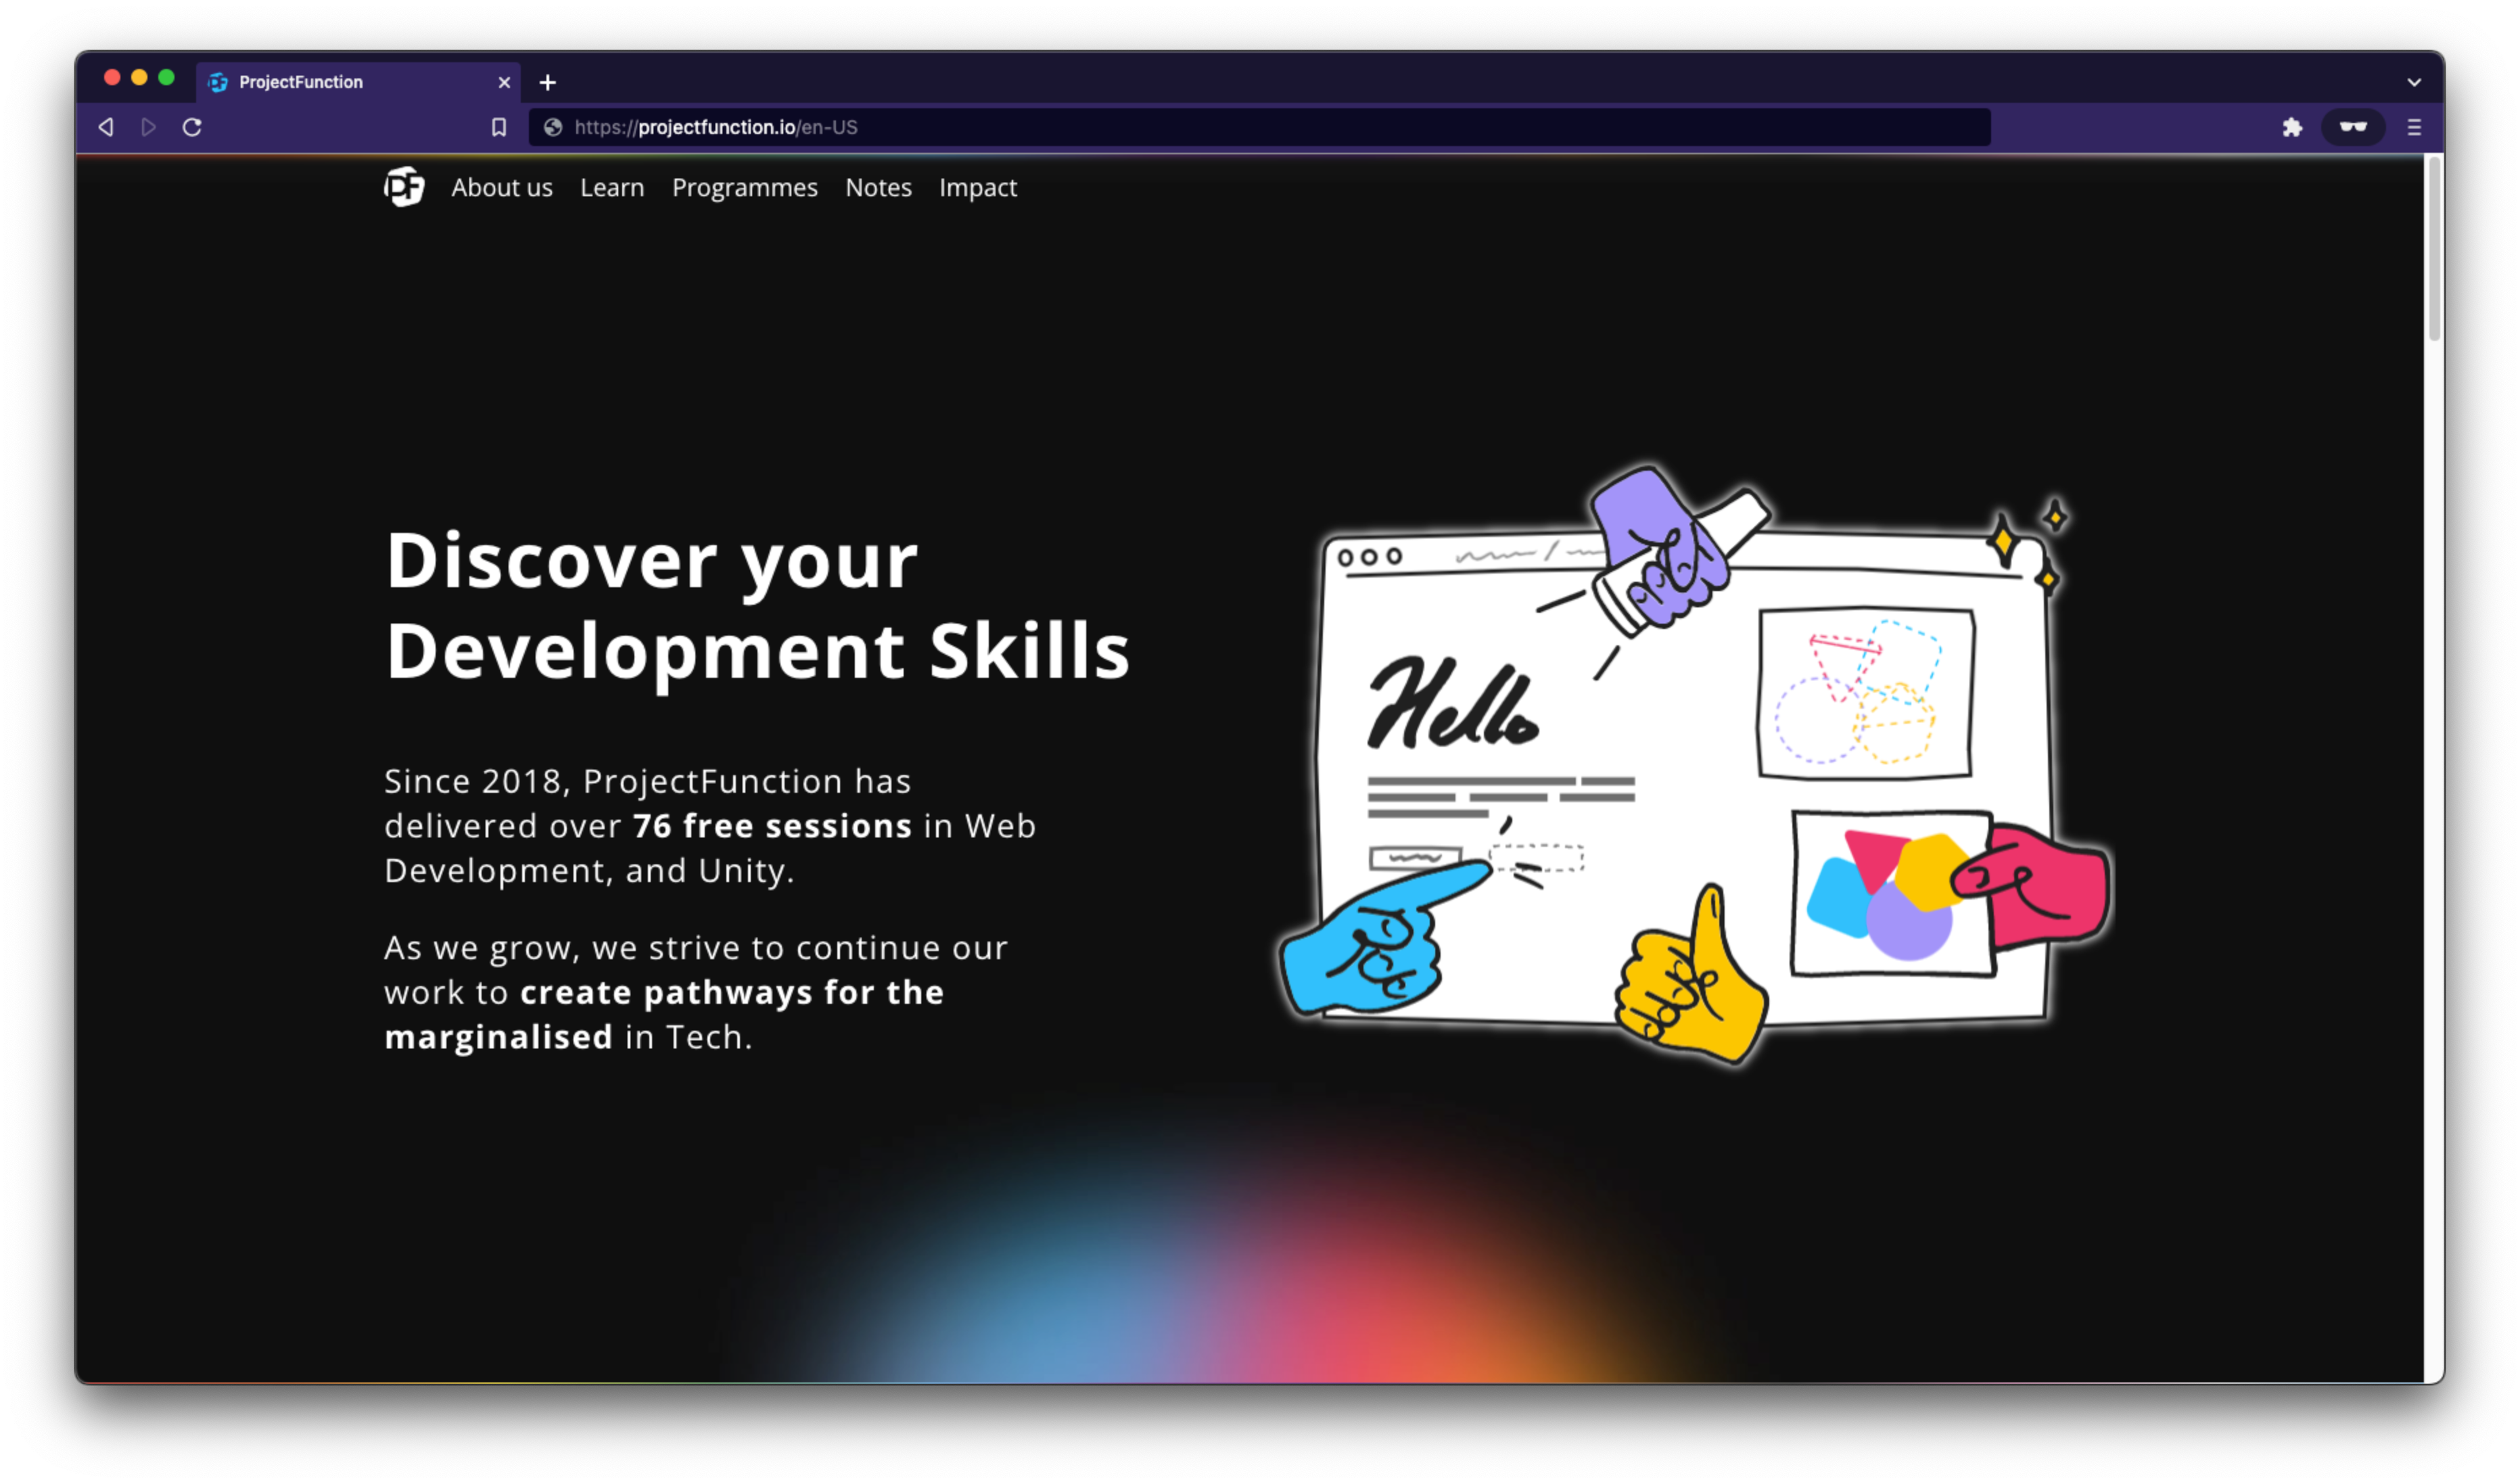 ProjectFunction
https://projectfunction.io/en-US
PF About us Learn Programmes Notes Impact
Discover your
Development Skills
Since 2018, ProjectFunction has
delivered over 76 free sessions in Web
Development, and Unity.
As we grow, we strive to continue our
work to create pathways for the
marginalised in Tech.
Hello